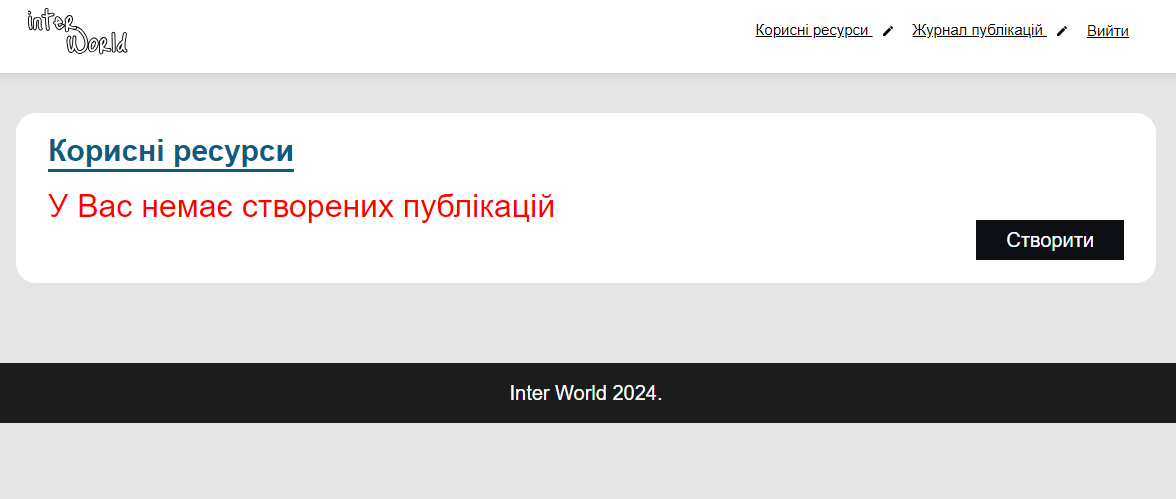 inter
World
Корисні ресурси Журнал публікацій Вийти
Корисні ресурси
У Вас немає створених публікацій
Створити
Inter World 2024.